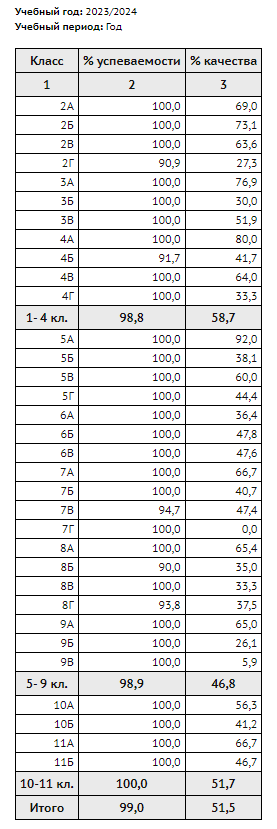 Учебный год: 2023/2024
Учебный период: Год
Класс % успеваемости % качества
1 2 3
2А 100,0 69,0
2Б 100,0 73,1
2В 100,0 63,6
2Г 90,9 27,3
3А 100,0 76,9
3Б 100,0 30,0
3В 100,0 51,9
4А 100,0 80,0
4Б 91,7 41,7
4В 100,0 64,0
4Г 100,0 33,3
1- 4 кл. 98,8 58,7
5А 100,0 92,0
5Б 100,0 38,1
5В 100,0 60,0
5Г 100,0 44,4
6А 100,0 36,4
6Б 100,0 47,8
6В 100,0 47,6
7А 100,0 66,7
7Б 100,0 40,7
7В 94,7 47,4
7Г 100,0 0,0
8А 100,0 65,4
8Б 90,0 35,0
8В 100,0 33,3
8Г 93,8 37,5
9А 100,0 65,0
9Б 100,0 26,1
9В 100,0 5,9
5- 9 кл. 98,9 46,8
10А 100,0 56,3
10Б 100,0 41,2
11А 100,0 66,7
11Б 100,0 46,7
10-11 кл. 100,0 51,7
Итого 99,0 51,5